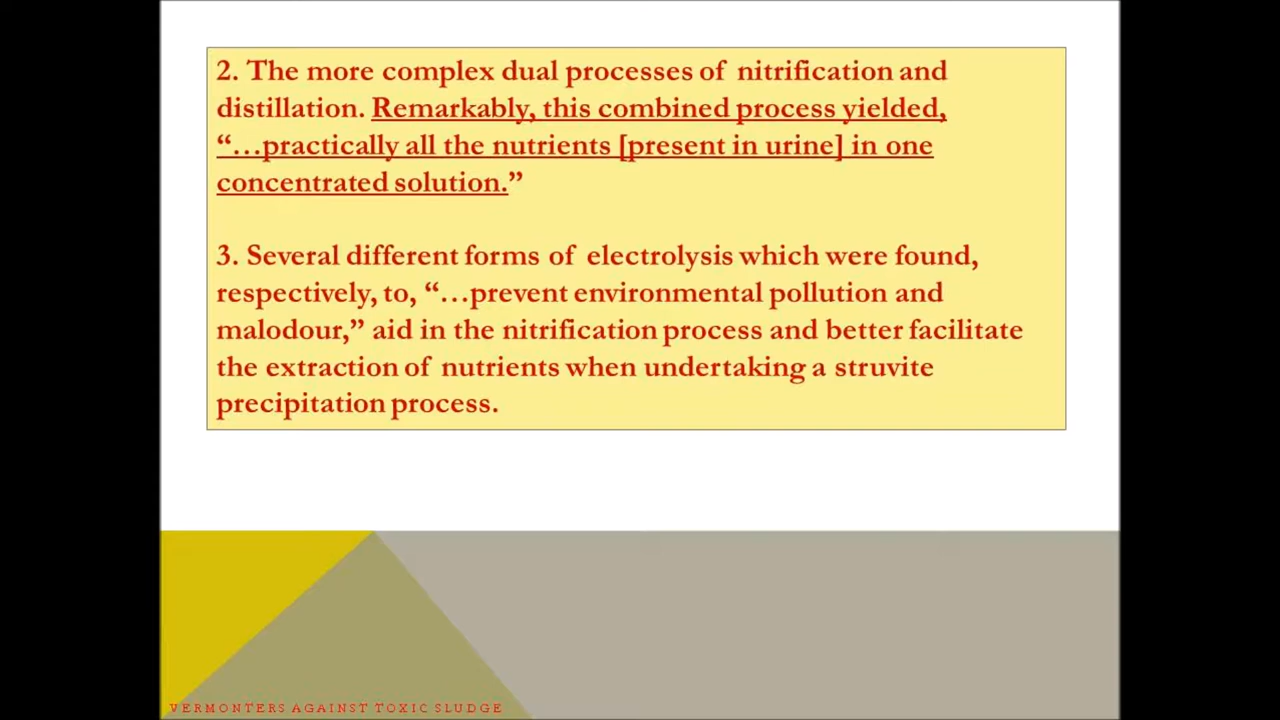 2. The more complex dual processes of nitrification and
distillation. Remarkably, this combined process yielded,
“…practically all the nutrients [present in urine] in one
concentrated solution.”
3. Several different forms of electrolysis which were found,
respectively, to, “…prevent environmental pollution and
malodour,” aid in the nitrification process and better facilitate
the extraction of nutrients when undertaking a struvite
precipitation process.
VERMONTERS AGAINST TOXIC SLUDGE